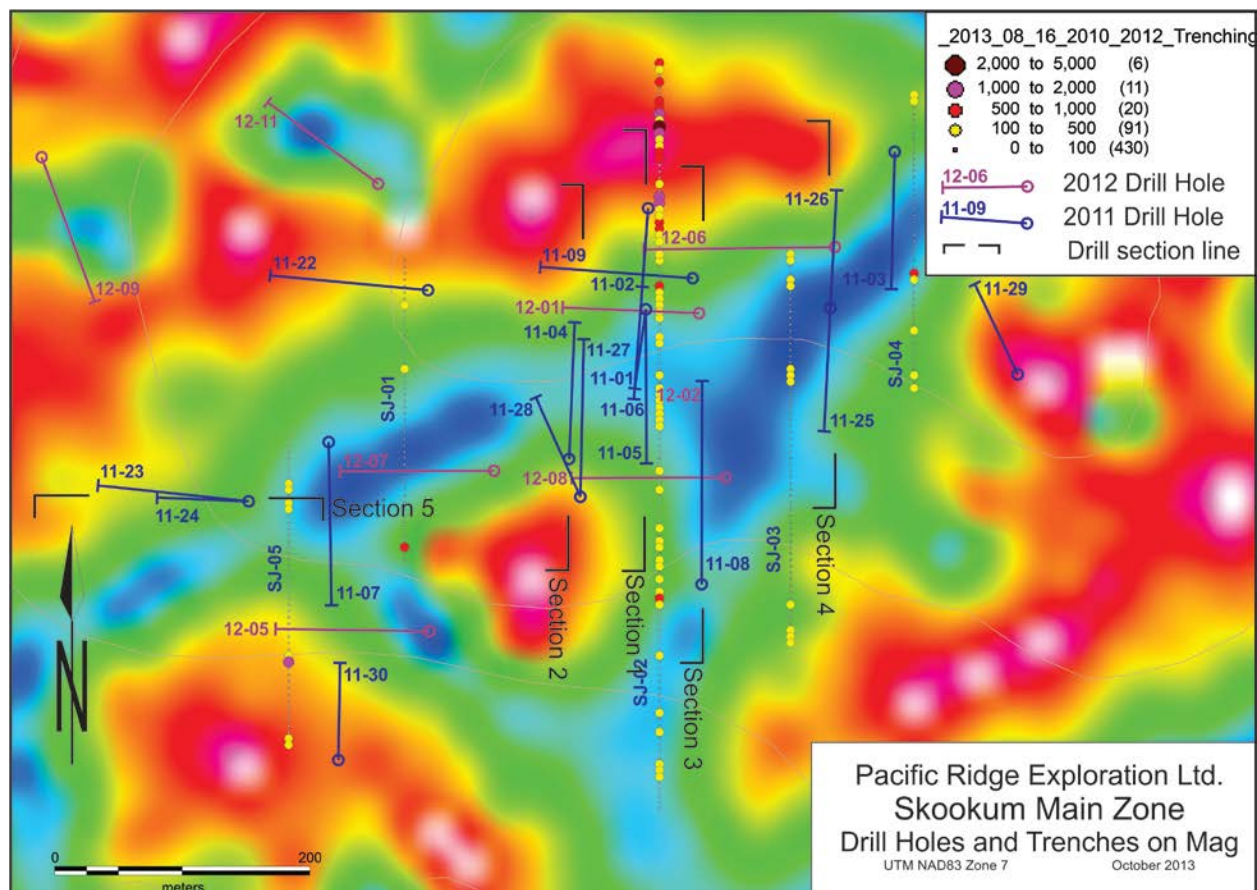 _2013_08_16_2010_2012_Trenching
2,000 to 5,000 (6)
1,000 to 2,000 (11)
500 to 1,000 (20)
100 to 500 (91)
0 to 100 (430)
12-06 2012 Drill Hole
11-09 2011 Drill Hole
Drill section line
12-11
12-09
11-22
11-09
12-06
11-26
11-03
11-29
11-02
12-01
11-04
11-27
11-01
11-06
12-02
11-28
11-05
11-25
SJ-01
SJ-04
11-23
11-24
12-07
12-08
Section 5
SJ-05
11-07
11-08
SJ-03
Section 4
12-05
11-30
Section 2
Section 1
SJ-02
Section 3
N
0 200
meters
Pacific Ridge Exploration Ltd.
Skookum Main Zone
Drill Holes and Trenches on Mag
UTM NAD83 Zone 7 October 2013